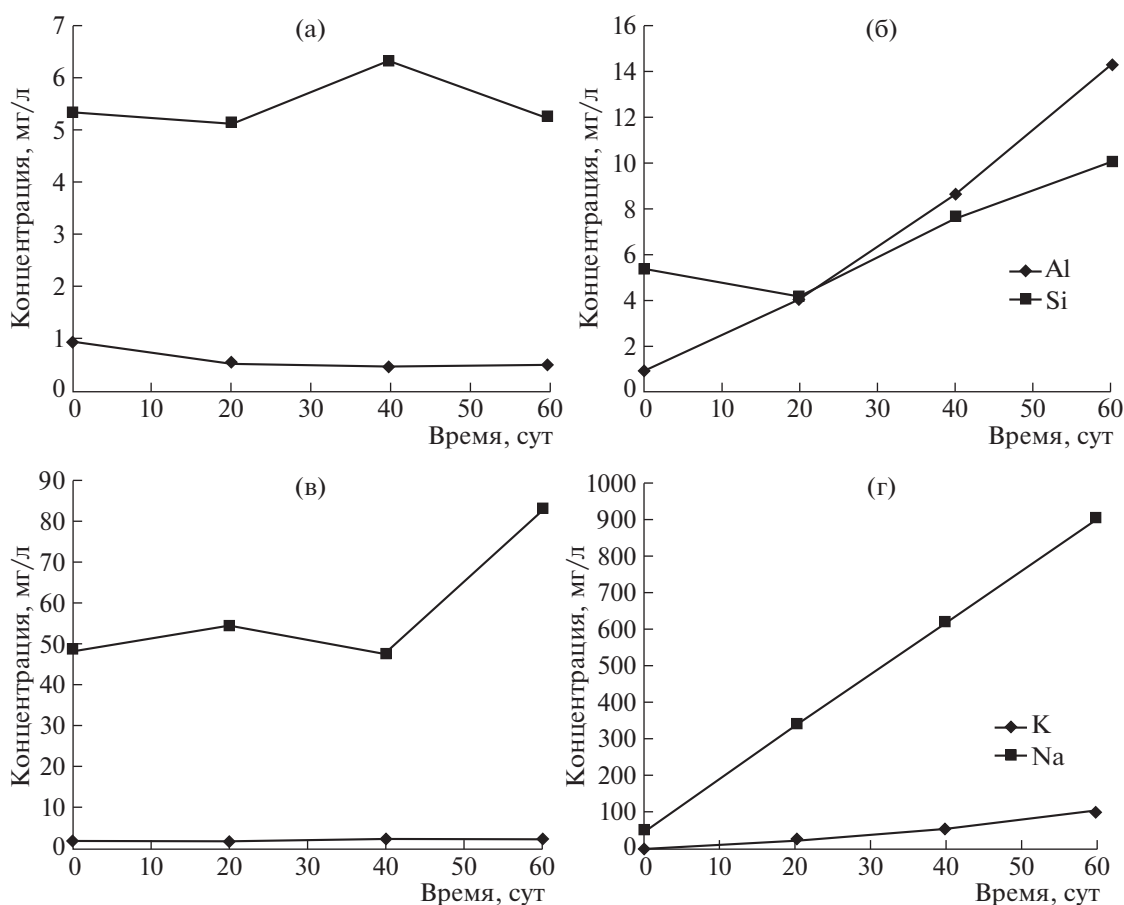 (а)
Концентрация, мг/л
7
6
5
4
3
2
1
0
0 10 20 30 40 50 60
Время, сут
(б)
Концентрация, мг/л
16
14
12
10
8
6
4
2
0
Al
Si
0 10 20 30 40 50 60
Время, сут
(в)
Концентрация, мг/л
90
80
70
60
50
40
30
20
10
0
0 10 20 30 40 50 60
Время, сут
(г)
Концентрация, мг/л
1000
900
800
700
600
500
400
300
200
100
0
K
Na
0 10 20 30 40 50 60
Время, сут